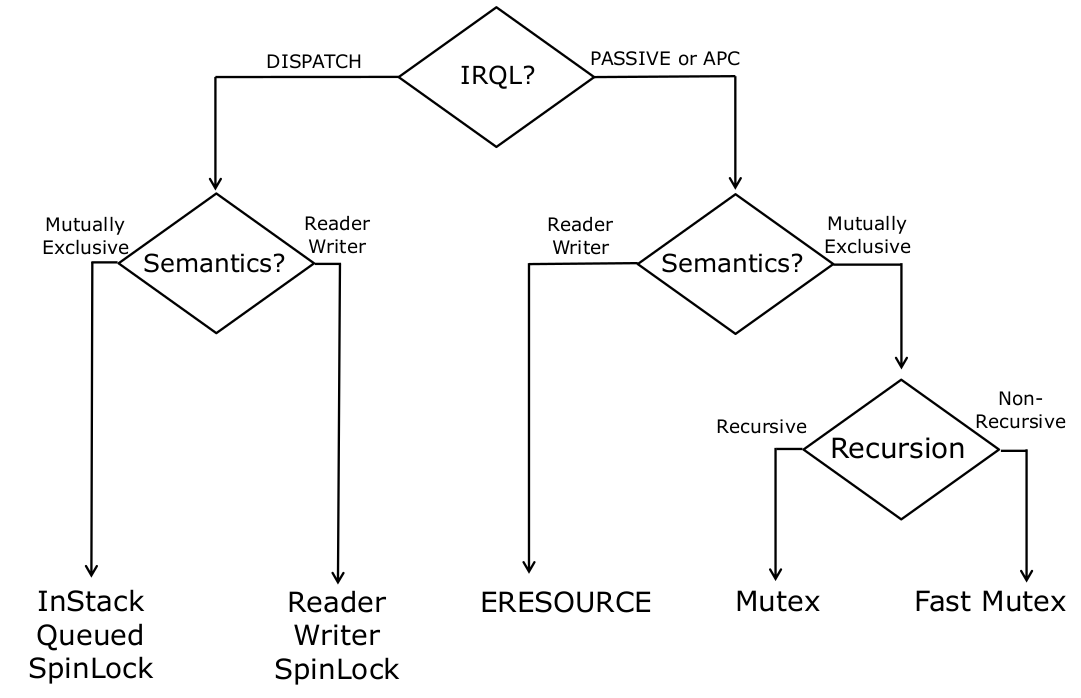 DISPATCH
IRQL?
PASSIVE or APC
Mutually
Exclusive
Semantics?
Reader
Writer
Reader
Writer
Semantics?
Mutually
Exclusive
Recursive
Recursion
Non-
Recursive
InStack
Queued
SpinLock
Reader
Writer
SpinLock
ERESOURCE
Mutex
Fast Mutex